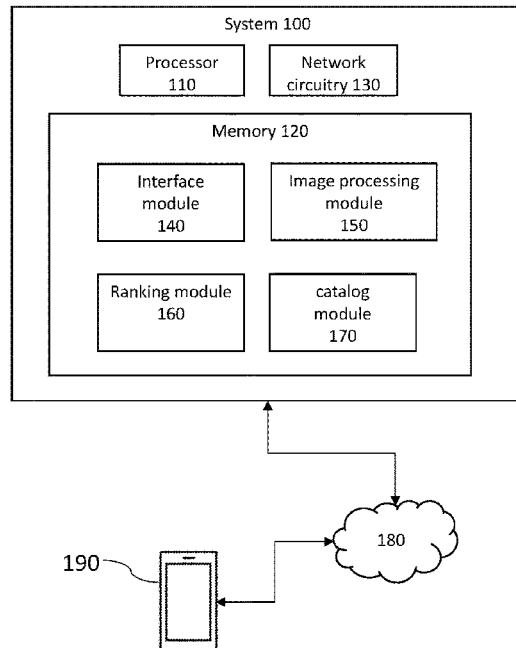 System 100
Processor
110
Network
circuitry 130
Memory 120
Interface
module
140
Image processing
module
150
Ranking module
160
catalog
module
170
180
190